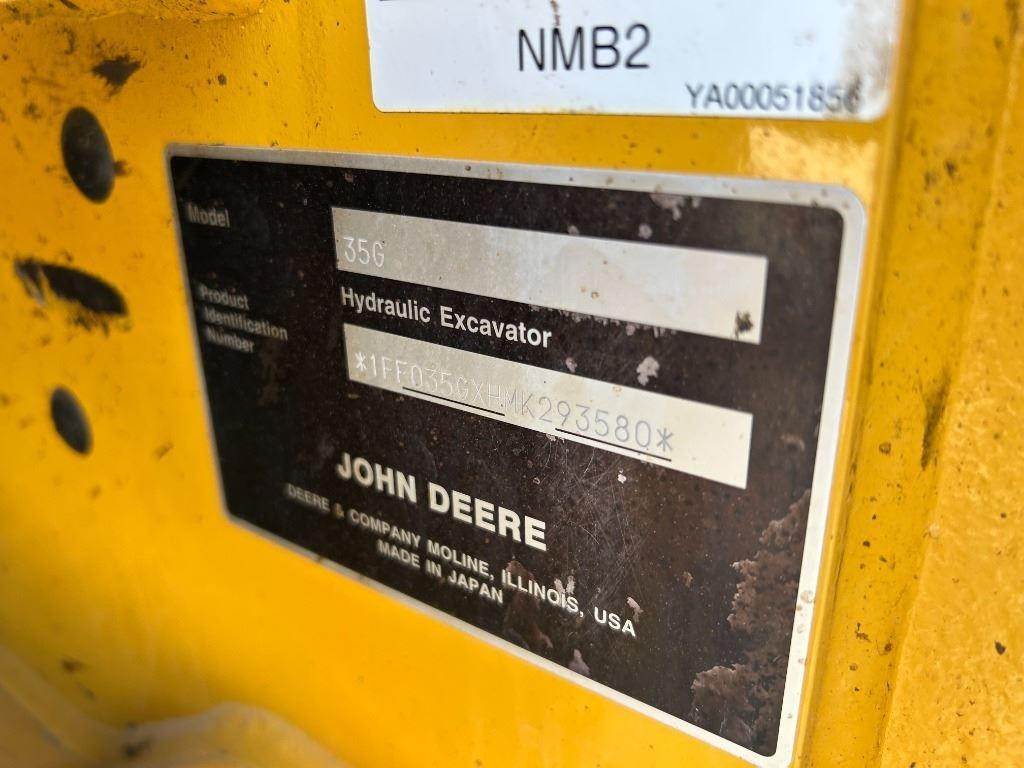 NMB2
YA00051856
Model
35G
Hydraulic Excavator
Product
Identification
Number
*1FF035GXHMK293580*
JOHN DEERE
DEERE & COMPANY MOLINE, ILLINOIS, USA
MADE IN JAPAN